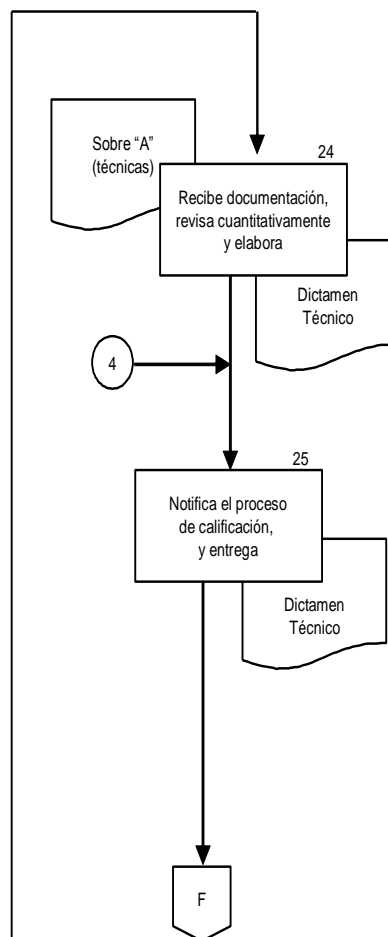 Sobre “A”
(técnicas)
24
Recibe documentación,
revisa cuantitativamente
y elabora
Dictamen
Técnico
4
25
Notifica el proceso
de calificación,
y entrega
Dictamen
Técnico
F